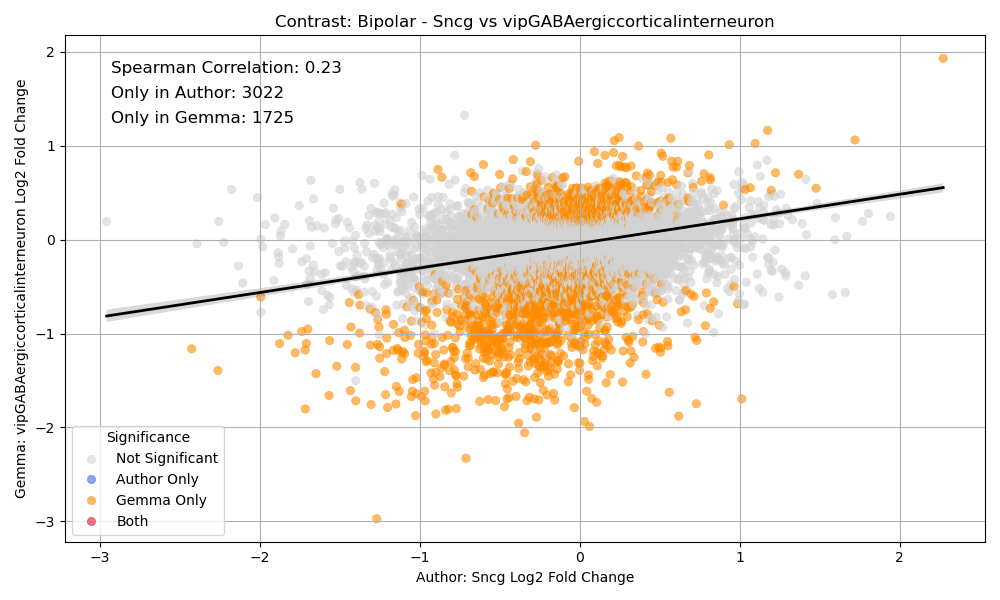 Contrast: Bipolar - Sncg vs vipGABAergiccorticalinterneuron
Spearman Correlation: 0.23
Only in Author: 3022
Only in Gemma: 1725
Gemma: vipGABAergiccorticalinterneuron Log2 Fold Change
2
1
0
−1
−2
−3
Significance
Not Significant
Author Only
Gemma Only
Both
−3
−2
−1
0
1
2
Author: Sncg Log2 Fold Change